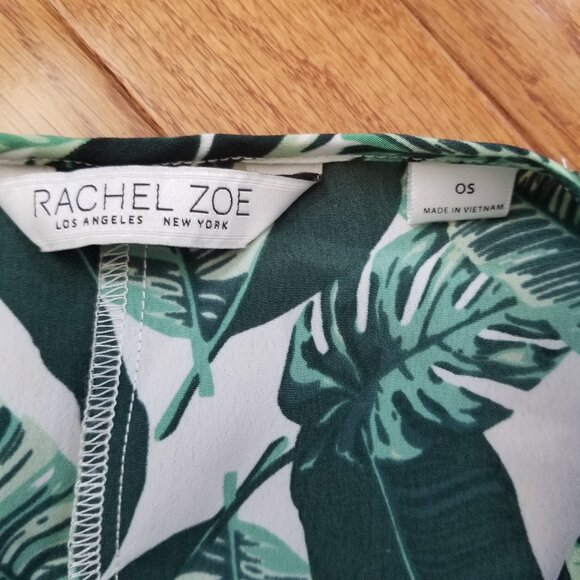 RACHEL ZOE
LOS ANGELES NEW YORK
OS
MADE IN VIETNAM